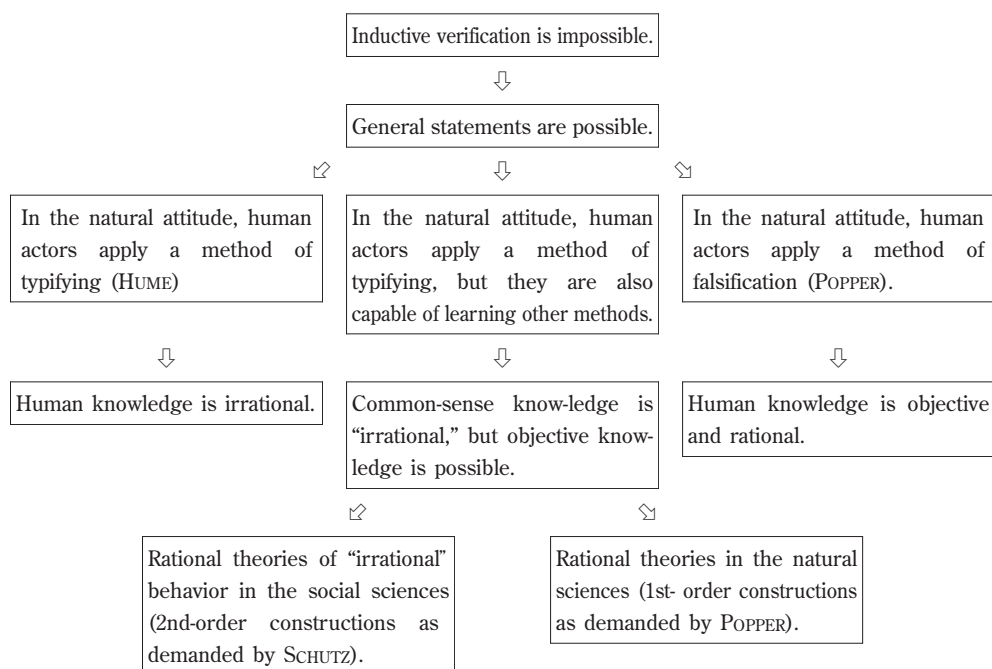 Inductive verification is impossible.
General statements are possible.
In the natural attitude, human
actors apply a method of
typifying (HUME)
In the natural attitude, human
actors apply a method of
typifying, but they are also
capable of learning other methods.
In the natural attitude, human
actors apply a method of
falsification (POPPER).
Human knowledge is irrational.
Common-sense know-ledge is
“irrational,” but objective know-
ledge is possible.
Human knowledge is objective
and rational.
Rational theories of “irrational”
behavior in the social sciences
(2nd-order constructions as
demanded by SCHUTZ).
Rational theories in the natural
sciences (1st- order constructions
as demanded by POPPER).